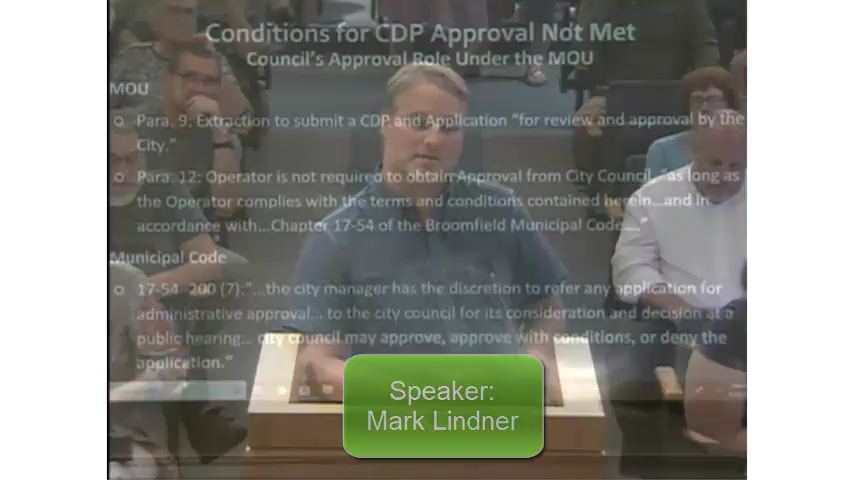 Conditions for CDP Approval Not Met
Council's Approval Role Under the MOU
MOU
Para. 9: Extraction to submit a CDP and Application "for review and approval by the
City."
Para. 12: Operator is not required to obtain Approval from City Council, "as long as
the Operator complies with the terms and conditions contained herein…and in
accordance with…Chapter 17-54 of the Broomfield Municipal Code…."
Municipal Code
17-54 200 (7):"…the city manager has the discretion to refer any application for
administrative approval… to the city council for its consideration and decision at a
public hearing… city council may approve, approve with conditions, or deny the
application."
Speaker:
Mark Lindner